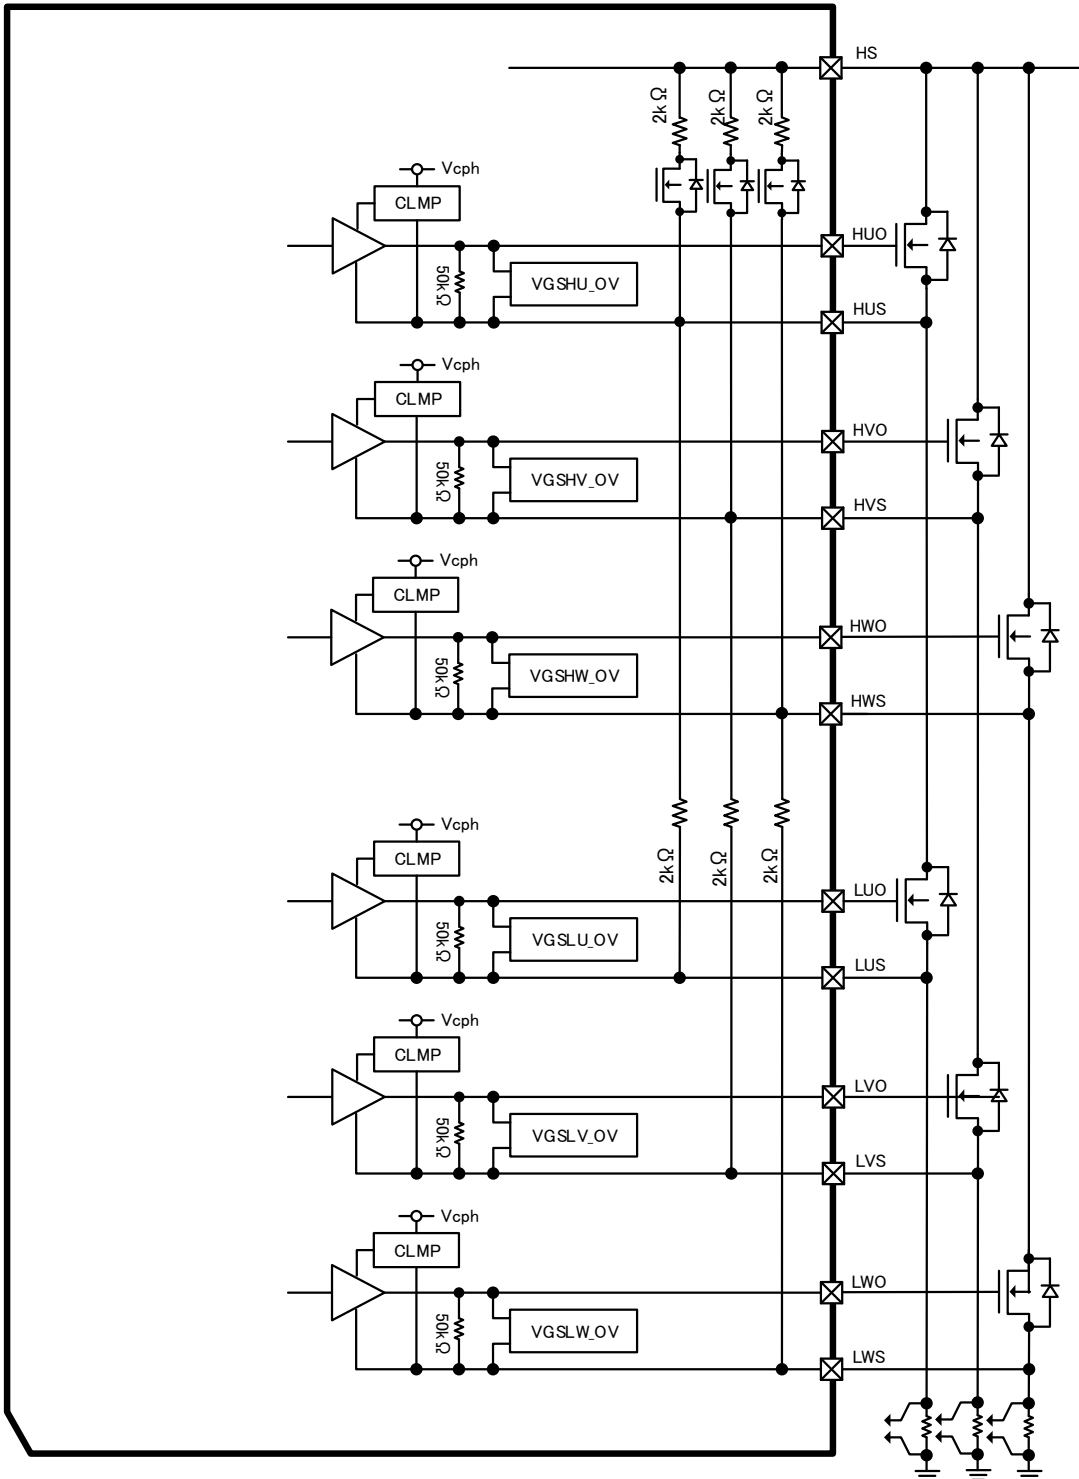 HS
2kΩ
2kΩ
2kΩ
Vcph
CLMP
HUO
50kΩ
VGSHU_OV
HUS
Vcph
CLMP
HVO
50kΩ
VGSHV_OV
HVS
Vcph
CLMP
HWO
50kΩ
VGSHW_OV
HWS
Vcph
CLMP
2kΩ
2kΩ
2kΩ
LUO
50kΩ
VGSLU_OV
LUS
Vcph
CLMP
LVO
50kΩ
VGSLV_OV
LVS
Vcph
CLMP
LWO
50kΩ
VGSLW_OV
LWS